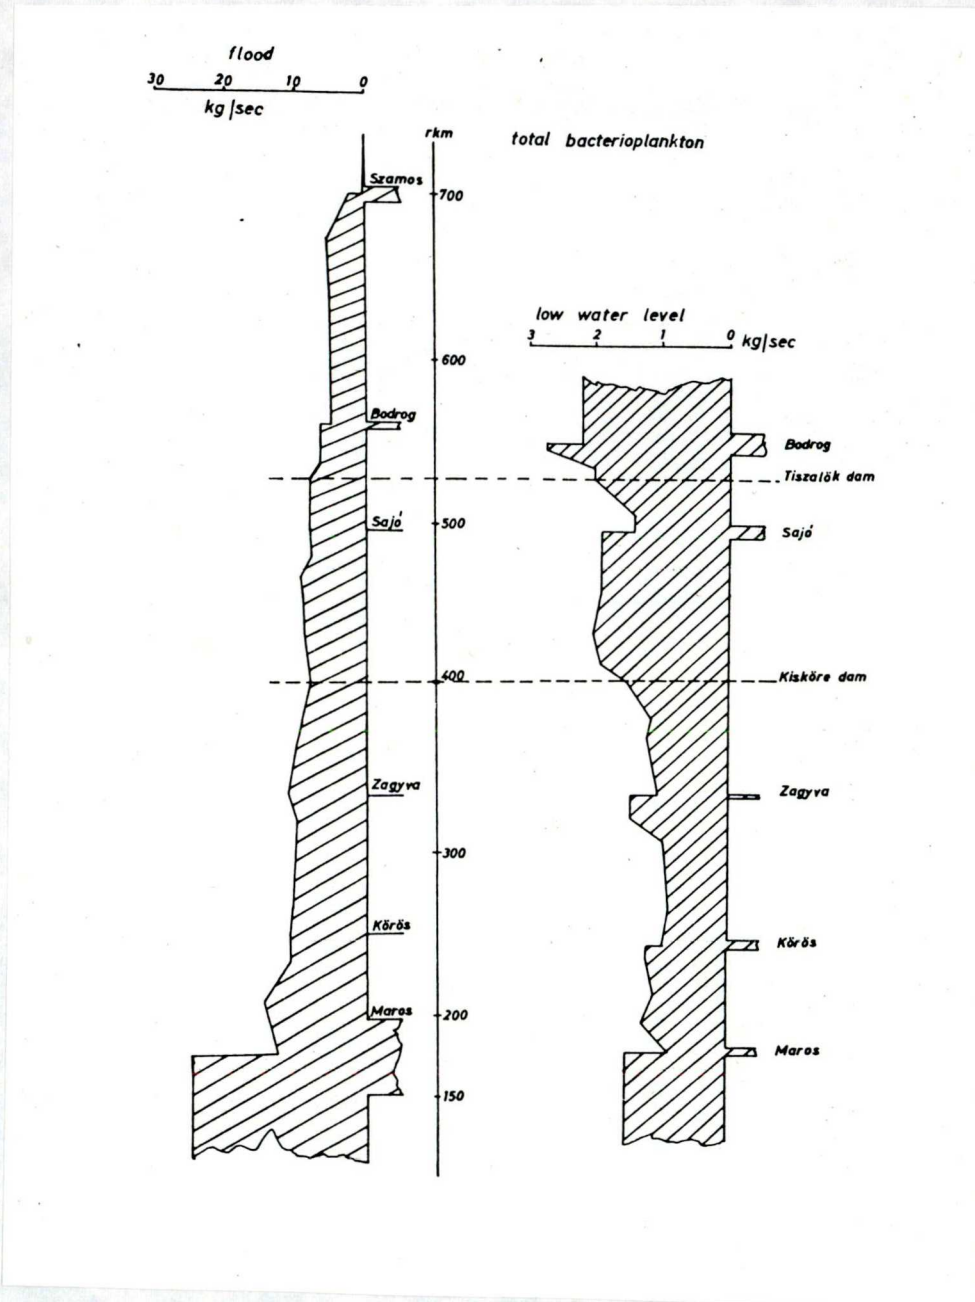 flood
30 20 10 0
kg/sec
rkm
total bacterioplankton
Szamos
700
low water level
3 2 1 0 kg/sec
600
Bodrog
Bodrog
Tiszalök dam
Sajó
500
Sajó
400
Kisköre dam
Zagyva
Zagyva
300
Körös
Körös
Maros
200
Maros
150